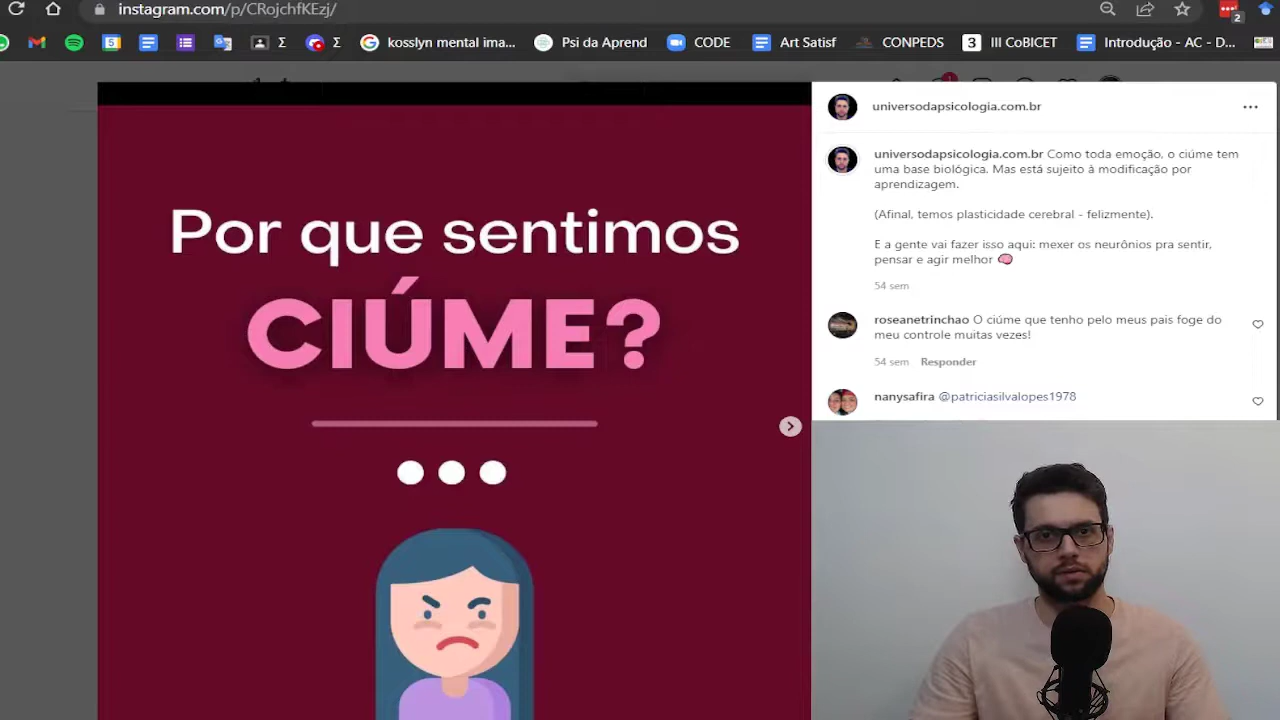 instagram.com/p/CRojchfKEzj/
2
5
Σ
Σ
kosslyn mental ima...
Psi da Aprend
CODE
Art Satisf
CONPEDS
3
III CoBICET
Introdução - AC - D...
1
universodapsicologia.com.br
Por que sentimos
CIÚME?
universodapsicologia.com.br Como toda emoção, o ciúme tem
uma base biológica. Mas está sujeito à modificação por
aprendizagem.
(Afinal, temos plasticidade cerebral - felizmente).
E a gente vai fazer isso aqui: mexer os neurônios pra sentir,
pensar e agir melhor 🧠
54 sem
roseanetrinchao O ciúme que tenho pelo meus pais foge do
meu controle muitas vezes!
54 sem Responder
nanysafira @patriciasilvalopes1978